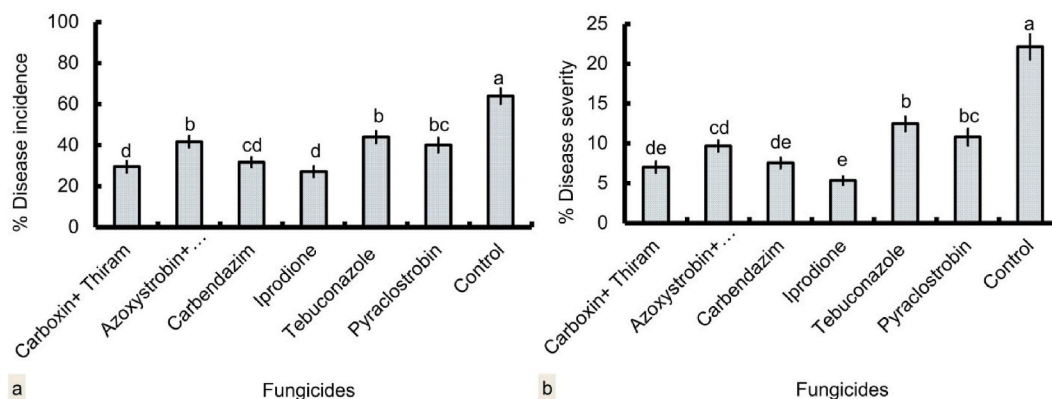 100
80
60
40
20
0
% Disease incidence
d
b
cd
d
b
bc
a
Carboxin+ Thiram
Azoxystrobin+...
Carbendazim
Iprodione
Tebuconazole
Pyraclostrobin
Control
a
Fungicides
25
20
15
10
5
0
% Disease severity
de
cd
de
e
b
bc
a
Carboxin+ Thiram
Azoxystrobin+...
Carbendazim
Iprodione
Tebuconazole
Pyraclostrobin
Control
b
Fungicides